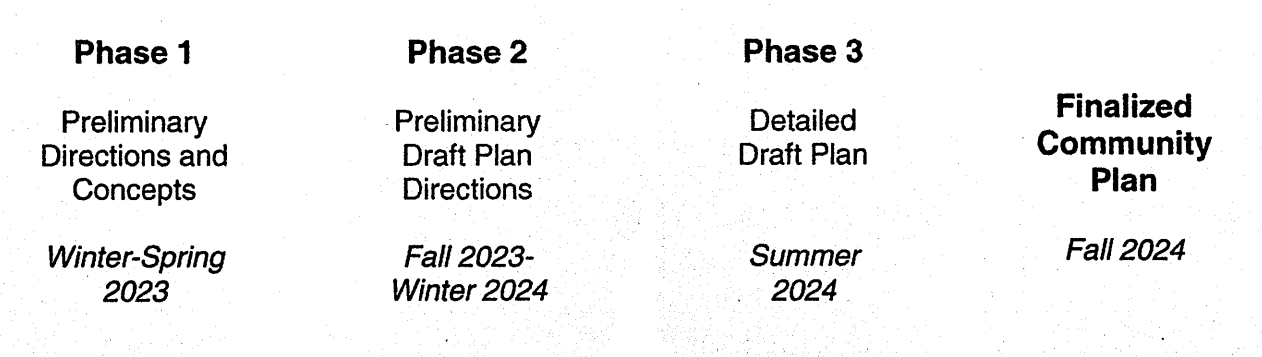 Phase 1
Preliminary
Directions and
Concepts
Winter-Spring
2023
Phase 2
Preliminary
Draft Plan
Directions
Fall 2023-
Winter 2024
Phase 3
Detailed
Draft Plan
Summer
2024
Finalized
Community
Plan
Fall 2024